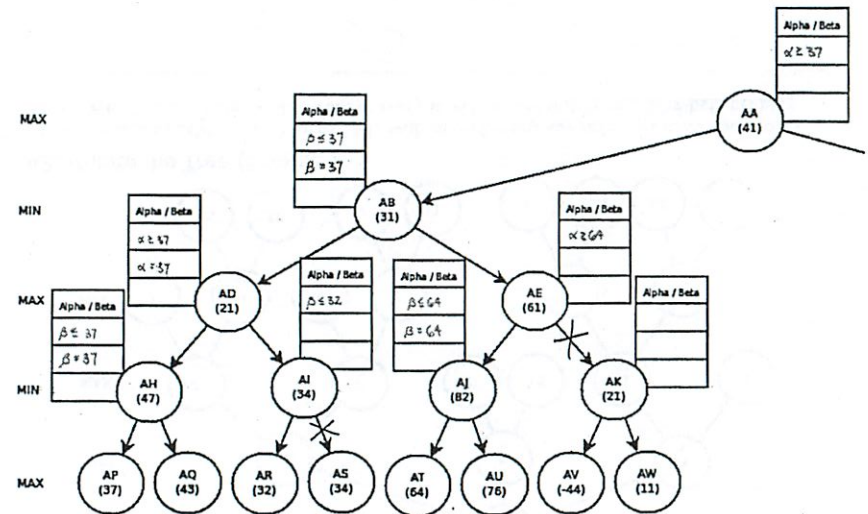 Alpha / Beta
α ≥ 37
MAX
AA
(41)
Alpha / Beta
β ≤ 37
β = 37
MIN
AB
(31)
Alpha / Beta
α ≥ 37
α = 37
Alpha / Beta
β ≤ 32
Alpha / Beta
β ≤ 64
β = 64
Alpha / Beta
α ≥ 64
MAX
AD
(21)
AE
(61)
Alpha / Beta
β ≤ 37
β = 37
Alpha / Beta
MIN
AH
(47)
AI
(34)
AJ
(82)
AK
(21)
MAX
AP
(37)
AQ
(43)
AR
(32)
AS
(34)
AT
(64)
AU
(76)
AV
(-44)
AW
(11)